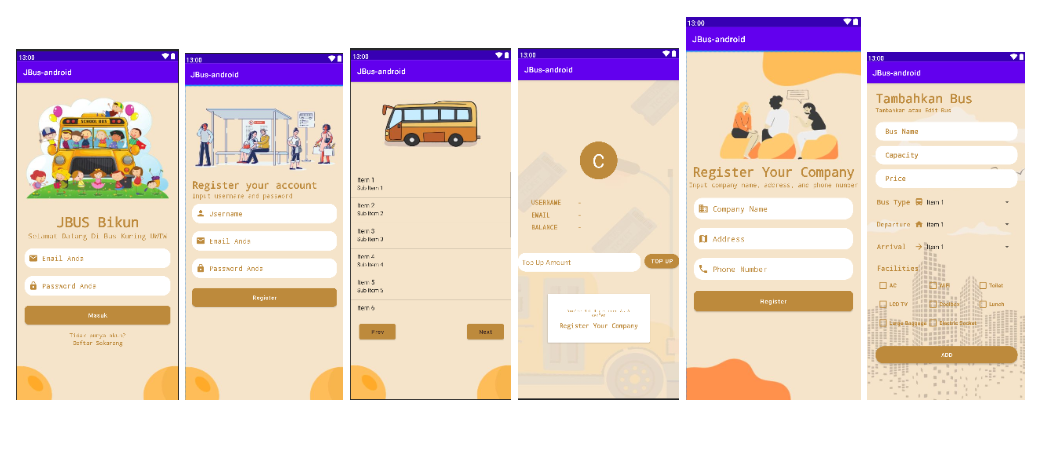 13:00
JBus-android
SCHOOL BUS
JBUS Bikun
Selamat Datang Di Bus Kuning
Email Anda
Password Anda
Masuk
Daftar Sekarang
13:00
JBus-android
Register your account
Input username and password
Username
Email Anda
Password Anda
Register
13:00
JBus-android
Item 1
Sub Item 1
Item 2
Sub Item 2
Item 3
Sub Item 3
Item 4
Sub Item 4
Item 5
Sub Item 5
Item 6
Prev
Next
13:00
JBus-android
C
USERNAME -
EMAIL -
BALANCE -
Top Up Amount
TOP UP
Register Your Company
13:00
JBus-android
Register Your Company
Input company name, address, and phone number
Company Name
Address
Phone Number
Register
13:00
JBus-android
Tambahkan Bus
Tambahkan atau Edit Bus
Bus Name
Capacity
Price
Bus Type Item 1
Departure Item 1
Arrival Item 1
Facilities
AC Toilet
LCD TV Lunch
Large Baggage Electric Socket
ADD